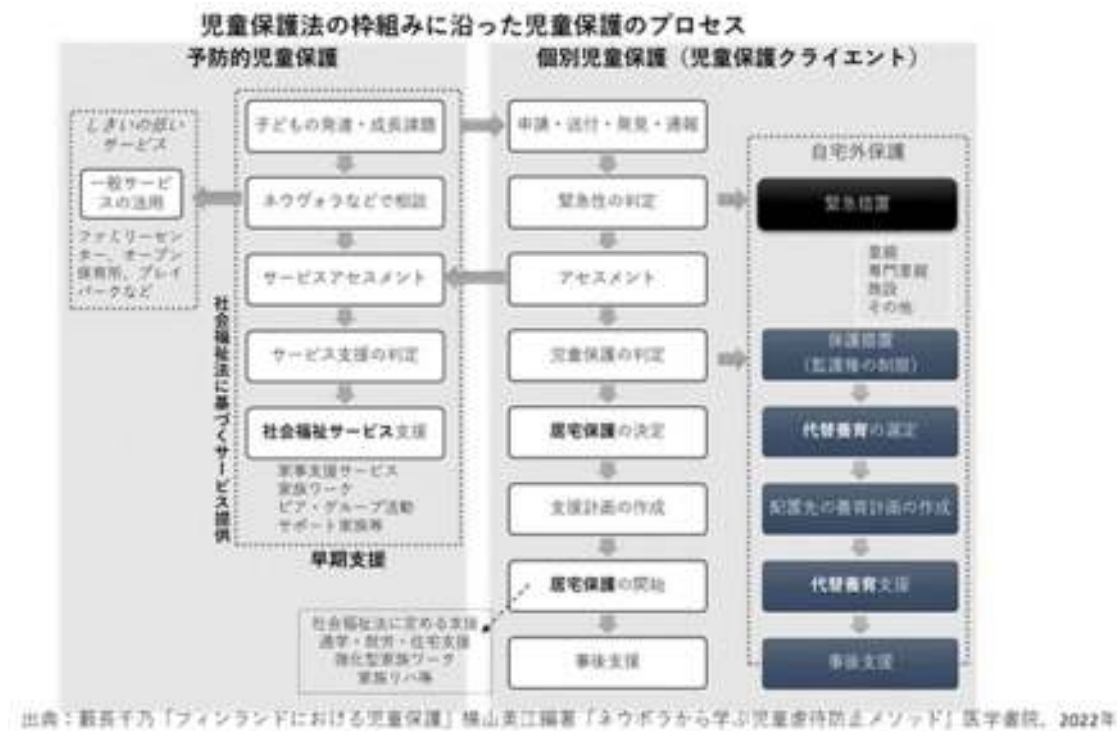 児童保護法の枠組みに沿った児童保護のプロセス
予防的児童保護
個別児童保護（児童保護クライエント）
しきいの低い
サービス
一般サービ
スの活用
ファミリーセン
ター、オープン
保育所、プレイ
パークなど
社会福祉法に基づくサービス提供
子どもの発達・成長課題
ネウヴォラなどで相談
サービスアセスメント
サービス支援の判定
社会福祉サービス支援
家事支援サービス
家族ワーク
ピア・グループ活動
サポート家族等
早期支援
申請・送付・発見・通報
緊急性の判定
アセスメント
児童保護の判定
居宅保護の決定
支援計画の作成
居宅保護の開始
事後支援
社会福祉法に定める支援
通学・就労・住宅支援
強化型家族ワーク
家族リハ等
自宅外保護
緊急措置
里親
専門里親
施設
その他
保護措置
（監護権の制限）
代替養育の選定
配置先の養育計画の作成
代替養育支援
事後支援
出典：藪長千乃「フィンランドにおける児童保護」横山美江編著「ネウボラから学ぶ児童虐待防止メソッド」医学書院、2022年